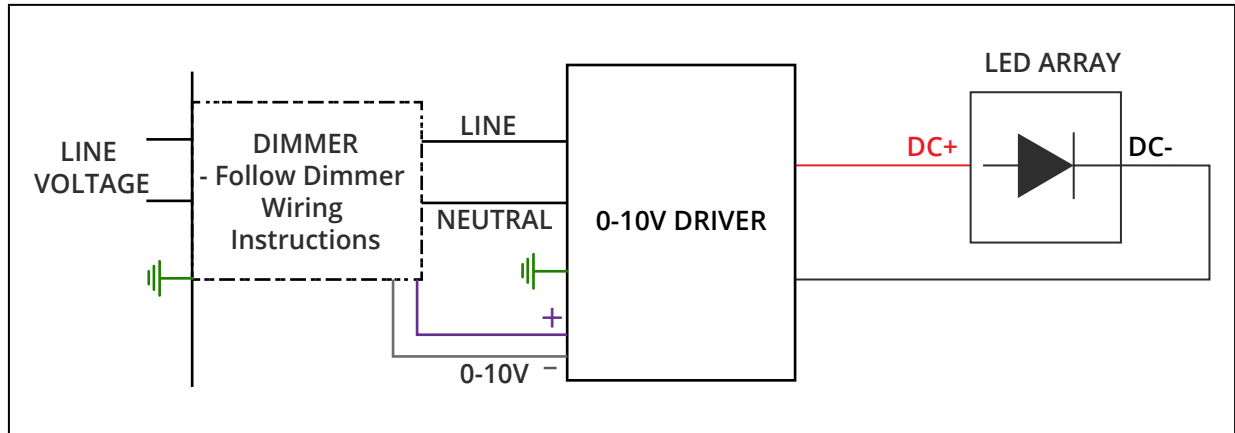 LED ARRAY
LINE
VOLTAGE
DIMMER
- Follow Dimmer
Wiring
Instructions
LINE
NEUTRAL
+
0-10V −
0-10V DRIVER
DC+
DC-